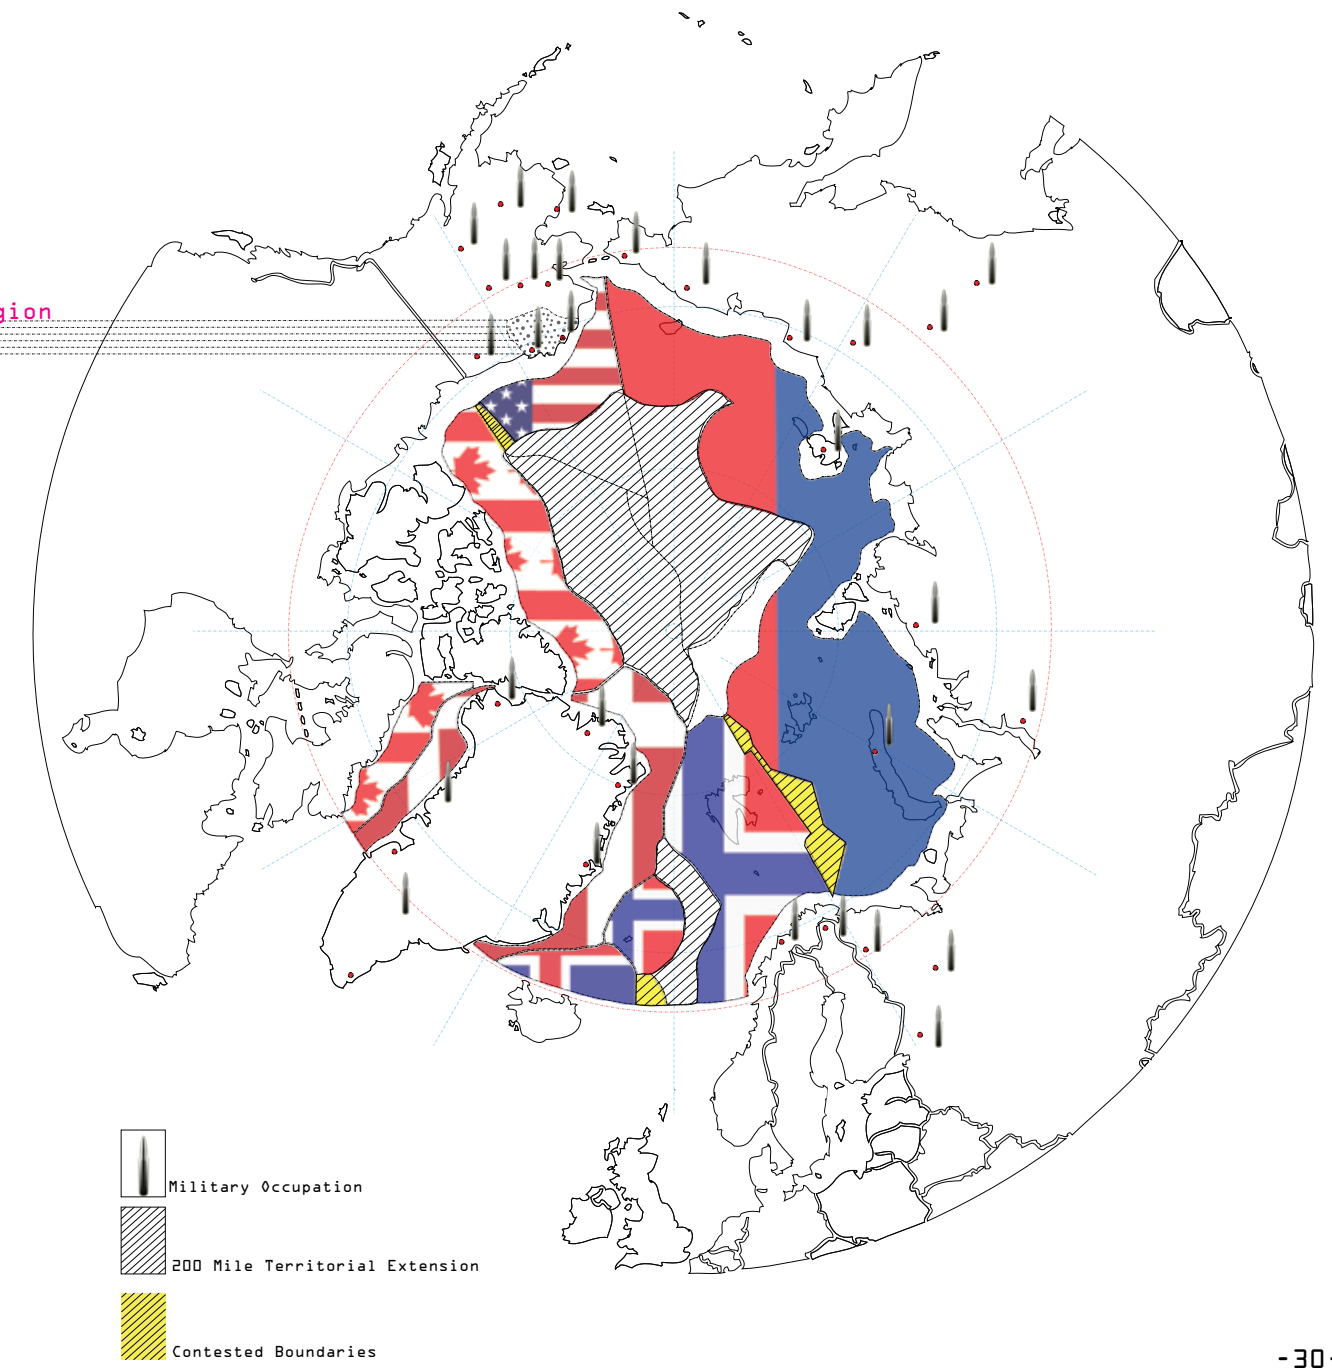 gion
Military Occupation
200 Mile Territorial Extension
Contested Boundaries
-30-